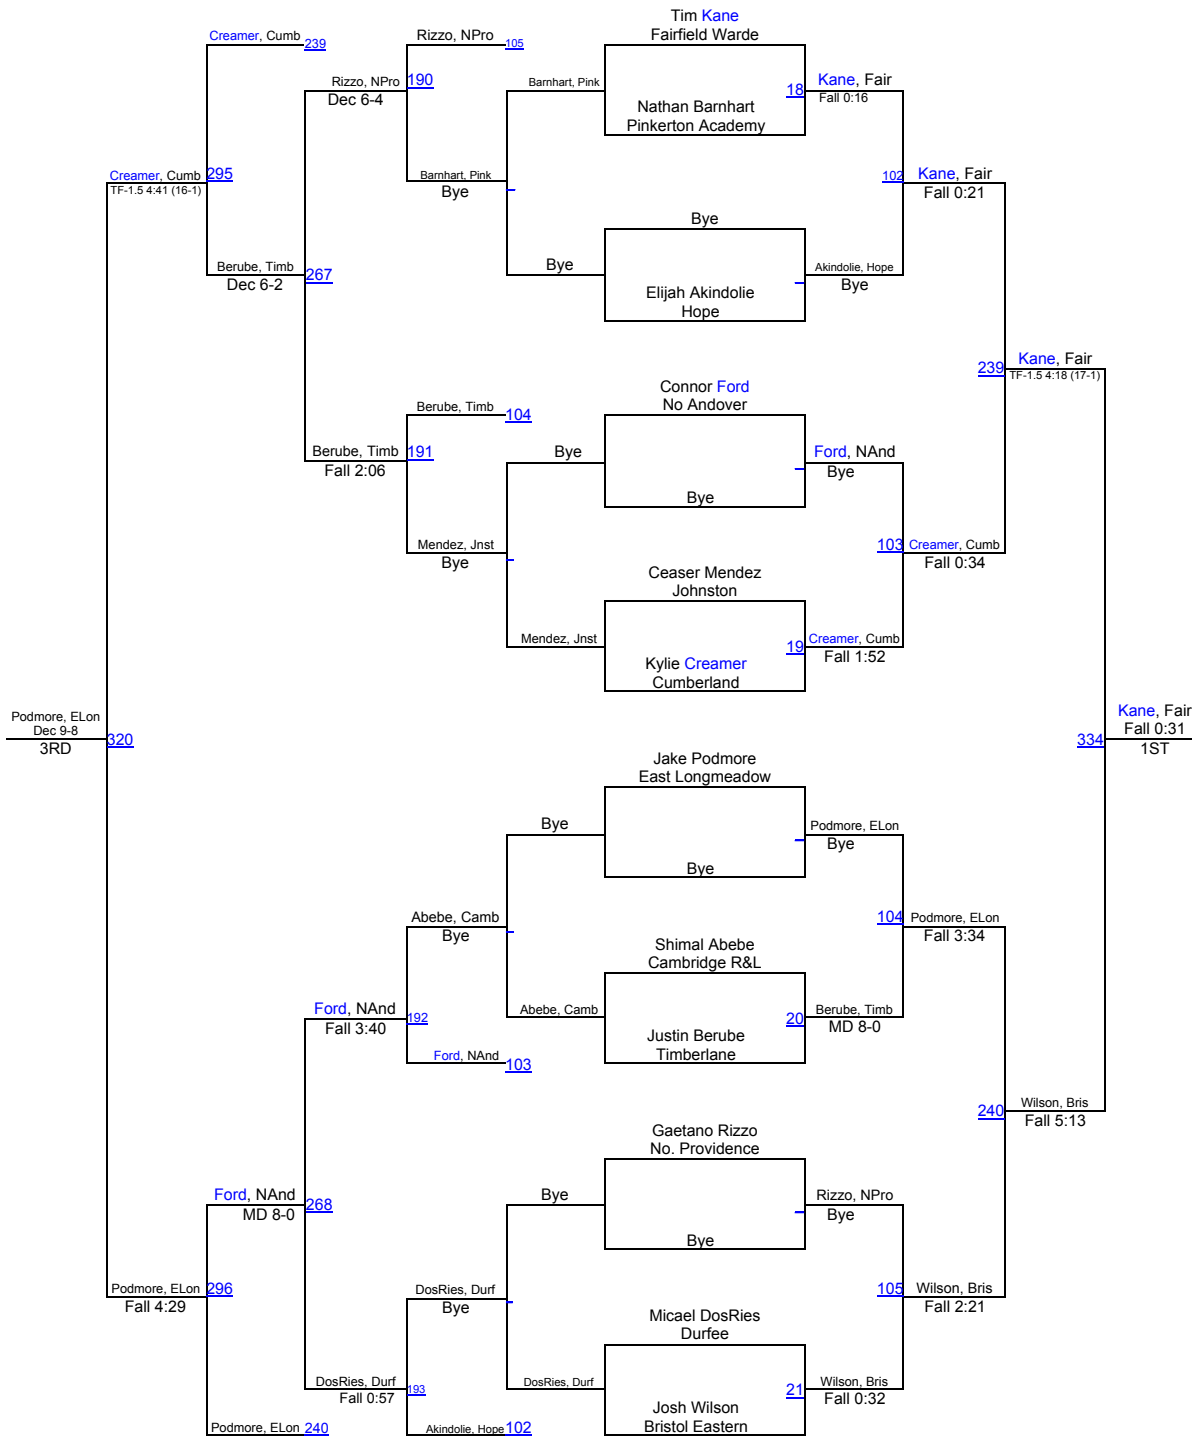 Tim Kane
Fairfield Warde
Creamer, Cumb 239
Rizzo, NPro 105
Rizzo, NPro 190
Dec 6-4
Barnhart, Pink
18 Kane, Fair
Fall 0:16
Nathan Barnhart
Pinkerton Academy
Creamer, Cumb 295
TF-1.5 4:41 (16-1)
Barnhart, Pink
Bye
102 Kane, Fair
Fall 0:21
Bye
Berube, Timb 267
Dec 6-2
Bye
Akindolie, Hope
Bye
Elijah Akindolie
Hope
239 Kane, Fair
TF-1.5 4:18 (17-1)
Connor Ford
No Andover
Berube, Timb 104
Berube, Timb 191
Fall 2:06
Bye
Ford, NAnd
Bye
Bye
Mendez, Jnst
Bye
103 Creamer, Cumb
Fall 0:34
Ceaser Mendez
Johnston
Mendez, Jnst
19 Creamer, Cumb
Fall 1:52
Kylie Creamer
Cumberland
Podmore, ELon
Dec 9-8
3RD
320
334
Kane, Fair
Fall 0:31
1ST
Jake Podmore
East Longmeadow
Bye
Podmore, ELon
Bye
Bye
Abebe, Camb
Bye
104 Podmore, ELon
Fall 3:34
Shimal Abebe
Cambridge R&L
Ford, NAnd 192
Fall 3:40
Abebe, Camb
20 Berube, Timb
MD 8-0
Justin Berube
Timberlane
Ford, NAnd 103
240 Wilson, Bris
Fall 5:13
Gaetano Rizzo
No. Providence
Ford, NAnd 268
MD 8-0
Bye
Rizzo, NPro
Bye
Bye
Podmore, ELon 296
Fall 4:29
DosRies, Durf
Bye
105 Wilson, Bris
Fall 2:21
Micael DosRies
Durfee
DosRies, Durf 193
Fall 0:57
DosRies, Durf
21 Wilson, Bris
Fall 0:32
Josh Wilson
Bristol Eastern
Podmore, ELon 240
Akindolie, Hope 102